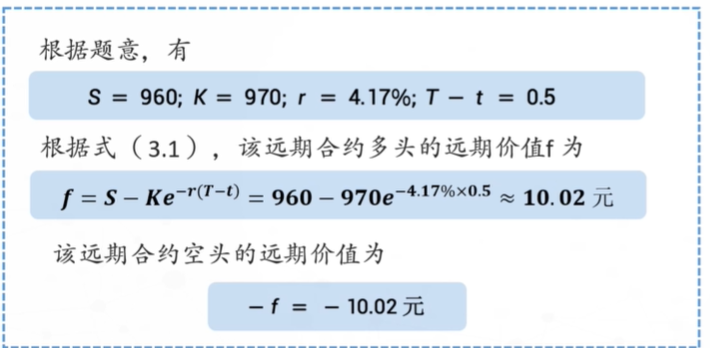 根据题意，有
S = 960; K = 970; r = 4.17%; T − t = 0.5
根据式（3.1），该远期合约多头的远期价值f 为
f = S − Ke^{−r(T−t)} = 960 − 970e^{−4.17%×0.5} ≈ 10.02 元
该远期合约空头的远期价值为
− f = − 10.02 元